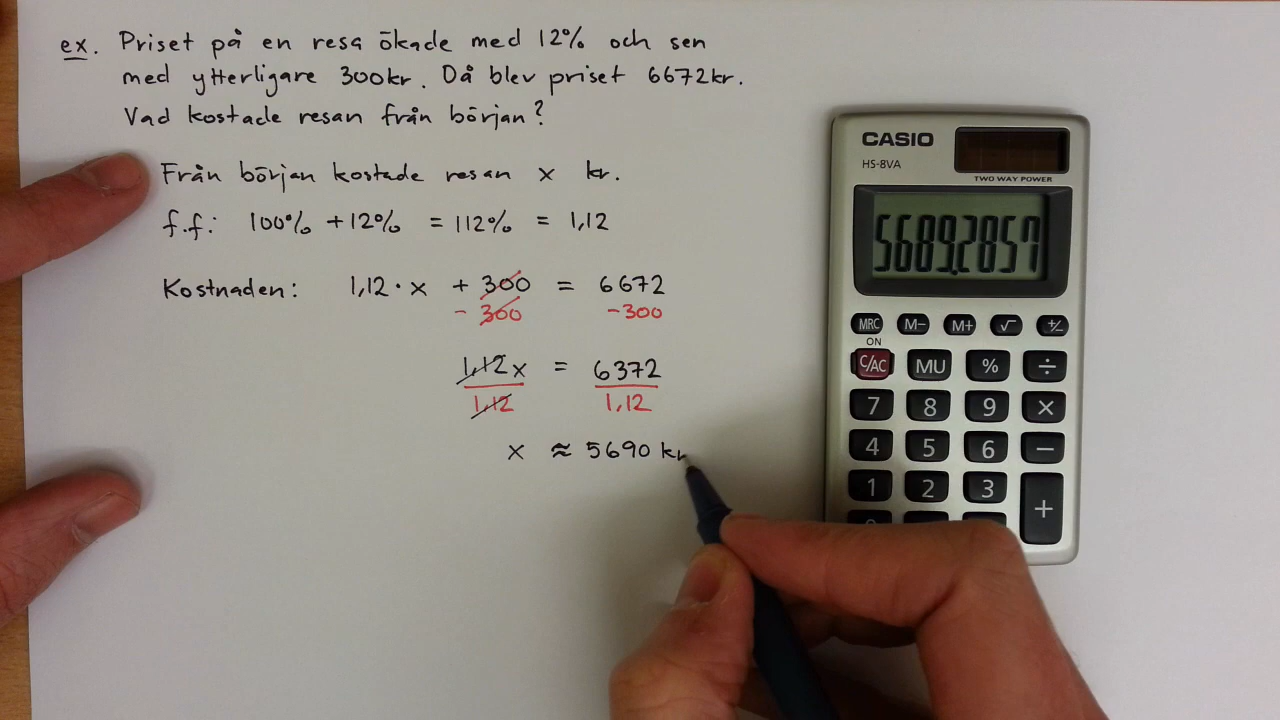 ex. Priset på en resa ökade med 12% och sen
med ytterligare 300kr. Då blev priset 6672kr.
Vad kostade resan från början?
Från början kostade resan x kr.
f.f: 100% +12% = 112% = 1,12
Kostnaden: 1,12 · x + 300 = 6672
- 300 -300
1,12x = 6372
1,12 1,12
x ≈ 5690 kr
CASIO
HS-8VA
TWO WAY POWER
5689.2857
MRC M- M+ √ +/-
ON
C/AC MU % ÷
7 8 9 ×
4 5 6 −
1 2 3 +